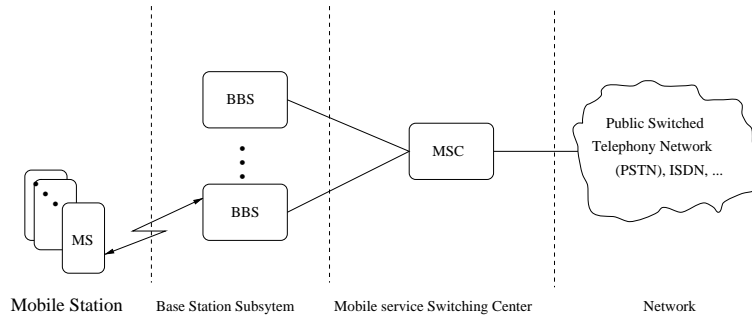 BBS
MSC
BBS
MS
Public Switched
Telephony Network
(PSTN), ISDN, ...
Mobile Station
Base Station Subsytem
Mobile service Switching Center
Network